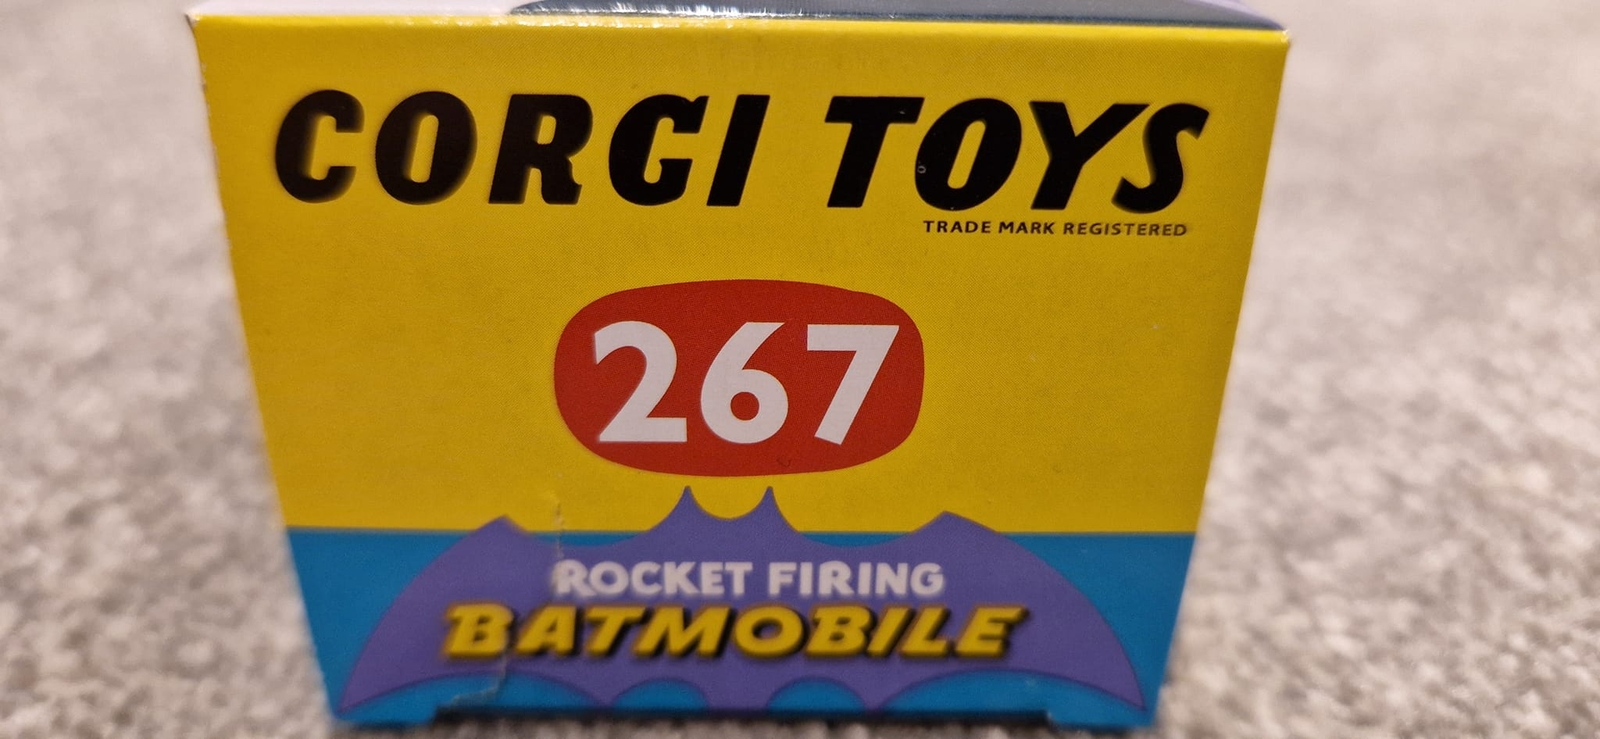 CORGI TOYS
TRADE MARK REGISTERED
267
ROCKET FIRING
BATMOBILE